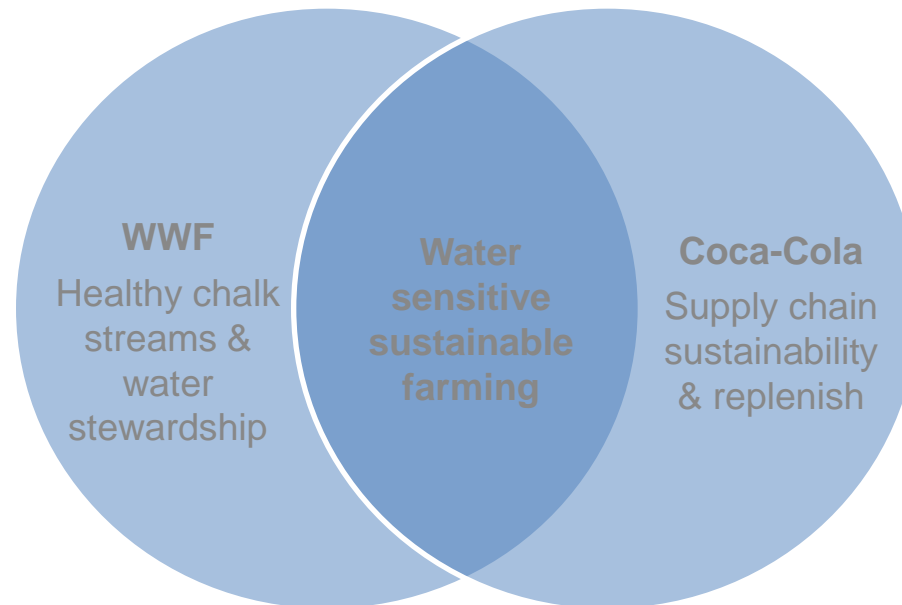 WWF
Healthy chalk
streams &
water
stewardship
Water
sensitive
sustainable
farming
Coca-Cola
Supply chain
sustainability
& replenish